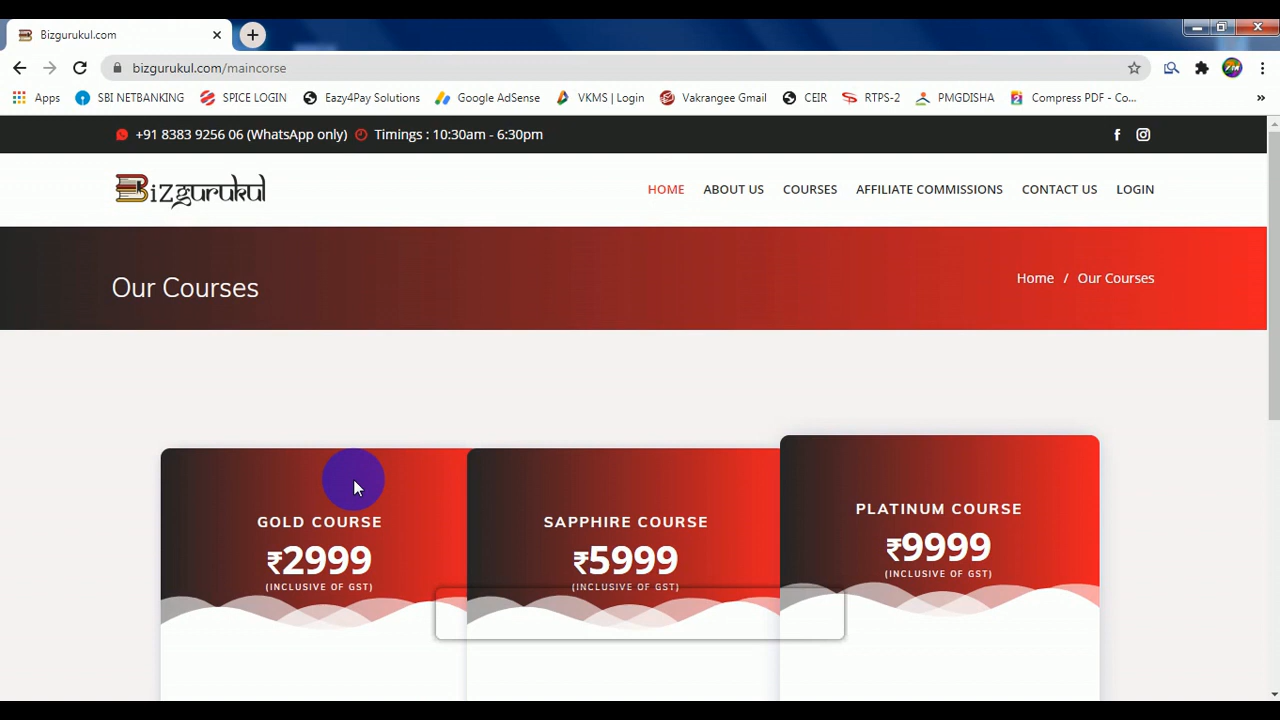 Bizgurukul.com
bizgurukul.com/maincorse
Apps SBI NETBANKING SPICE LOGIN Eazy4Pay Solutions Google AdSense VKMS | Login Vakrangee Gmail CEIR RTPS-2 PMGDISHA Compress PDF - Co... »
+91 8383 9256 06 (WhatsApp only) Timings : 10:30am - 6:30pm
Bizgurukul
HOME ABOUT US COURSES AFFILIATE COMMISSIONS CONTACT US LOGIN
Our Courses
Home / Our Courses
GOLD COURSE
₹2999
(INCLUSIVE OF GST)
SAPPHIRE COURSE
₹5999
(INCLUSIVE OF GST)
PLATINUM COURSE
₹9999
(INCLUSIVE OF GST)